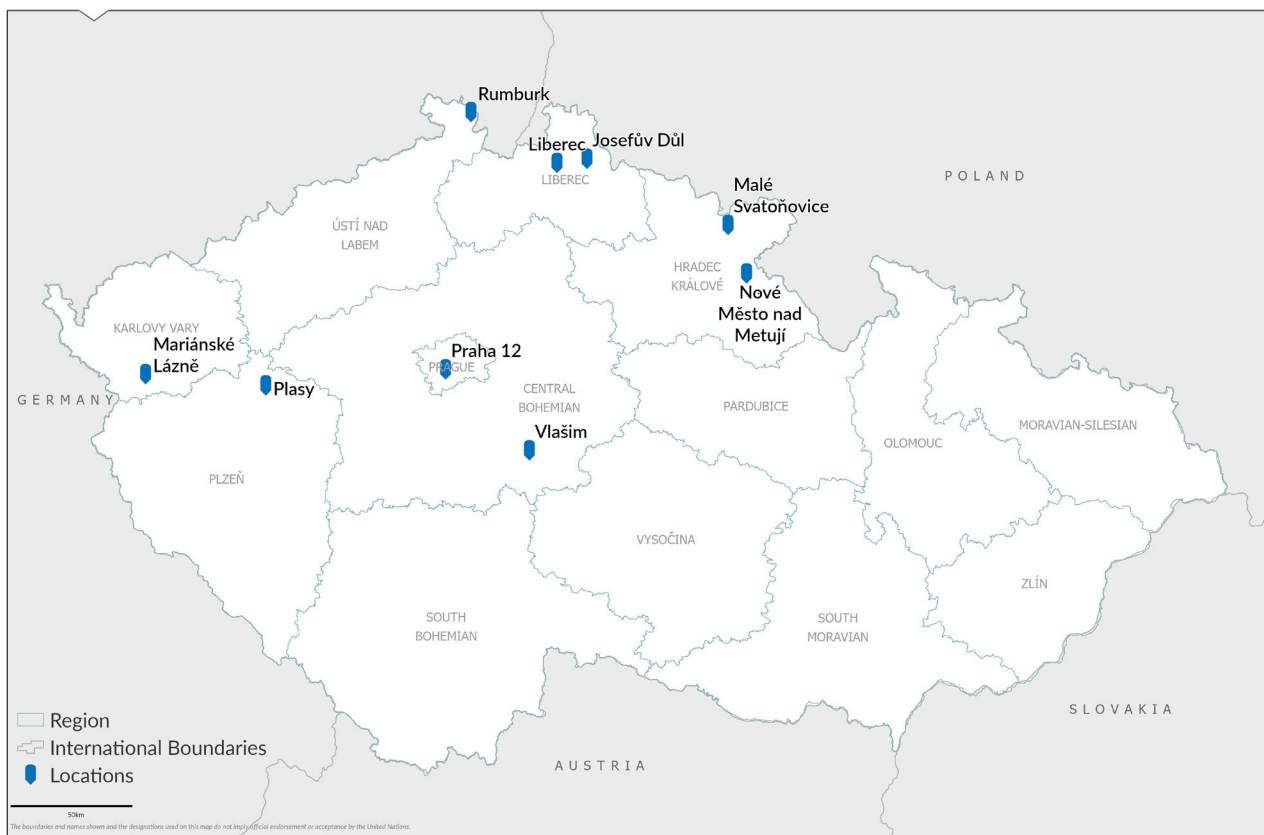 Rumburk
Liberec
Josefův Důl
LIBEREC
Malé
Svatoňovice
POLAND
ÚSTÍ NAD
LABEM
HRADEC
KRÁLOVÉ
Nové
Město nad
Metují
KARLOVY VARY
Mariánské
Lázně
Praha 12
PRAGUE
Plasy
GERMANY
CENTRAL
BOHEMIAN
PARDUBICE
MORAVIAN-SILESIAN
Vlašim
OLOMOUC
PLZEŇ
VYSOČINA
ZLÍN
SOUTH
BOHEMIAN
SOUTH
MORAVIAN
SLOVAKIA
AUSTRIA
Region
International Boundaries
Locations
50km
The boundaries and names shown and the designations used on this map do not imply official endorsement or acceptance by the United Nations.